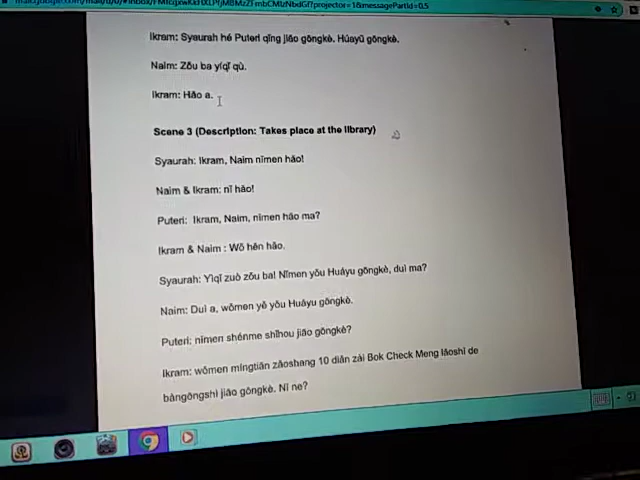 Ikram: Syaurah hé Puteri qǐng jiāo gōngkè. Húayǔ gōngkè.
Naim: Zǒu ba yíqǐ qù.
Ikram: Hǎo a.
Scene 3 (Description: Takes place at the library)
Syaurah: Ikram, Naim nǐmen hǎo!
Naim & Ikram: nǐ hǎo!
Puteri: Ikram, Naim, nǐmen hǎo ma?
Ikram & Naim : Wǒ hěn hǎo.
Syaurah: Yìqǐ zuò zǒu ba! Nǐmen yǒu Huáyu gōngkè, duì ma?
Naim: Duì a, wǒmen yě yǒu Huáyu gōngkè.
Puteri: nǐmen shénme shíhou jiāo gōngkè?
Ikram: wǒmen míngtiān zǎoshang 10 diǎn zài Bok Check Meng lǎoshī de
bàngōngshì jiāo gōngkè. Nǐ ne?